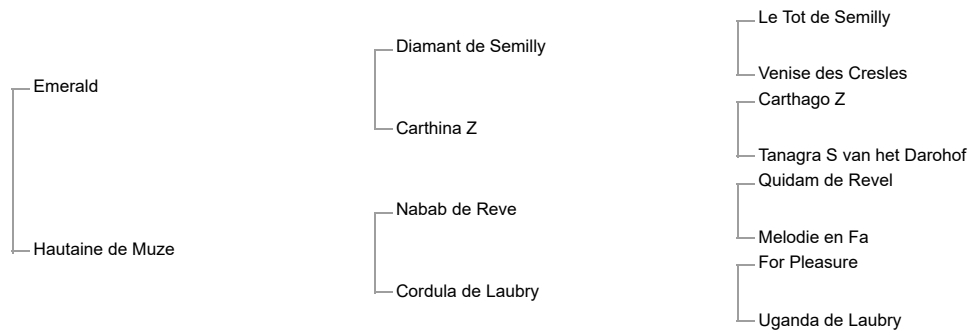 Le Tot de Semilly
Diamant de Semilly
Venise des Cresles
Emerald
Carthago Z
Carthina Z
Tanagra S van het Darohof
Quidam de Revel
Nabab de Reve
Melodie en Fa
Hautaine de Muze
For Pleasure
Cordula de Laubry
Uganda de Laubry